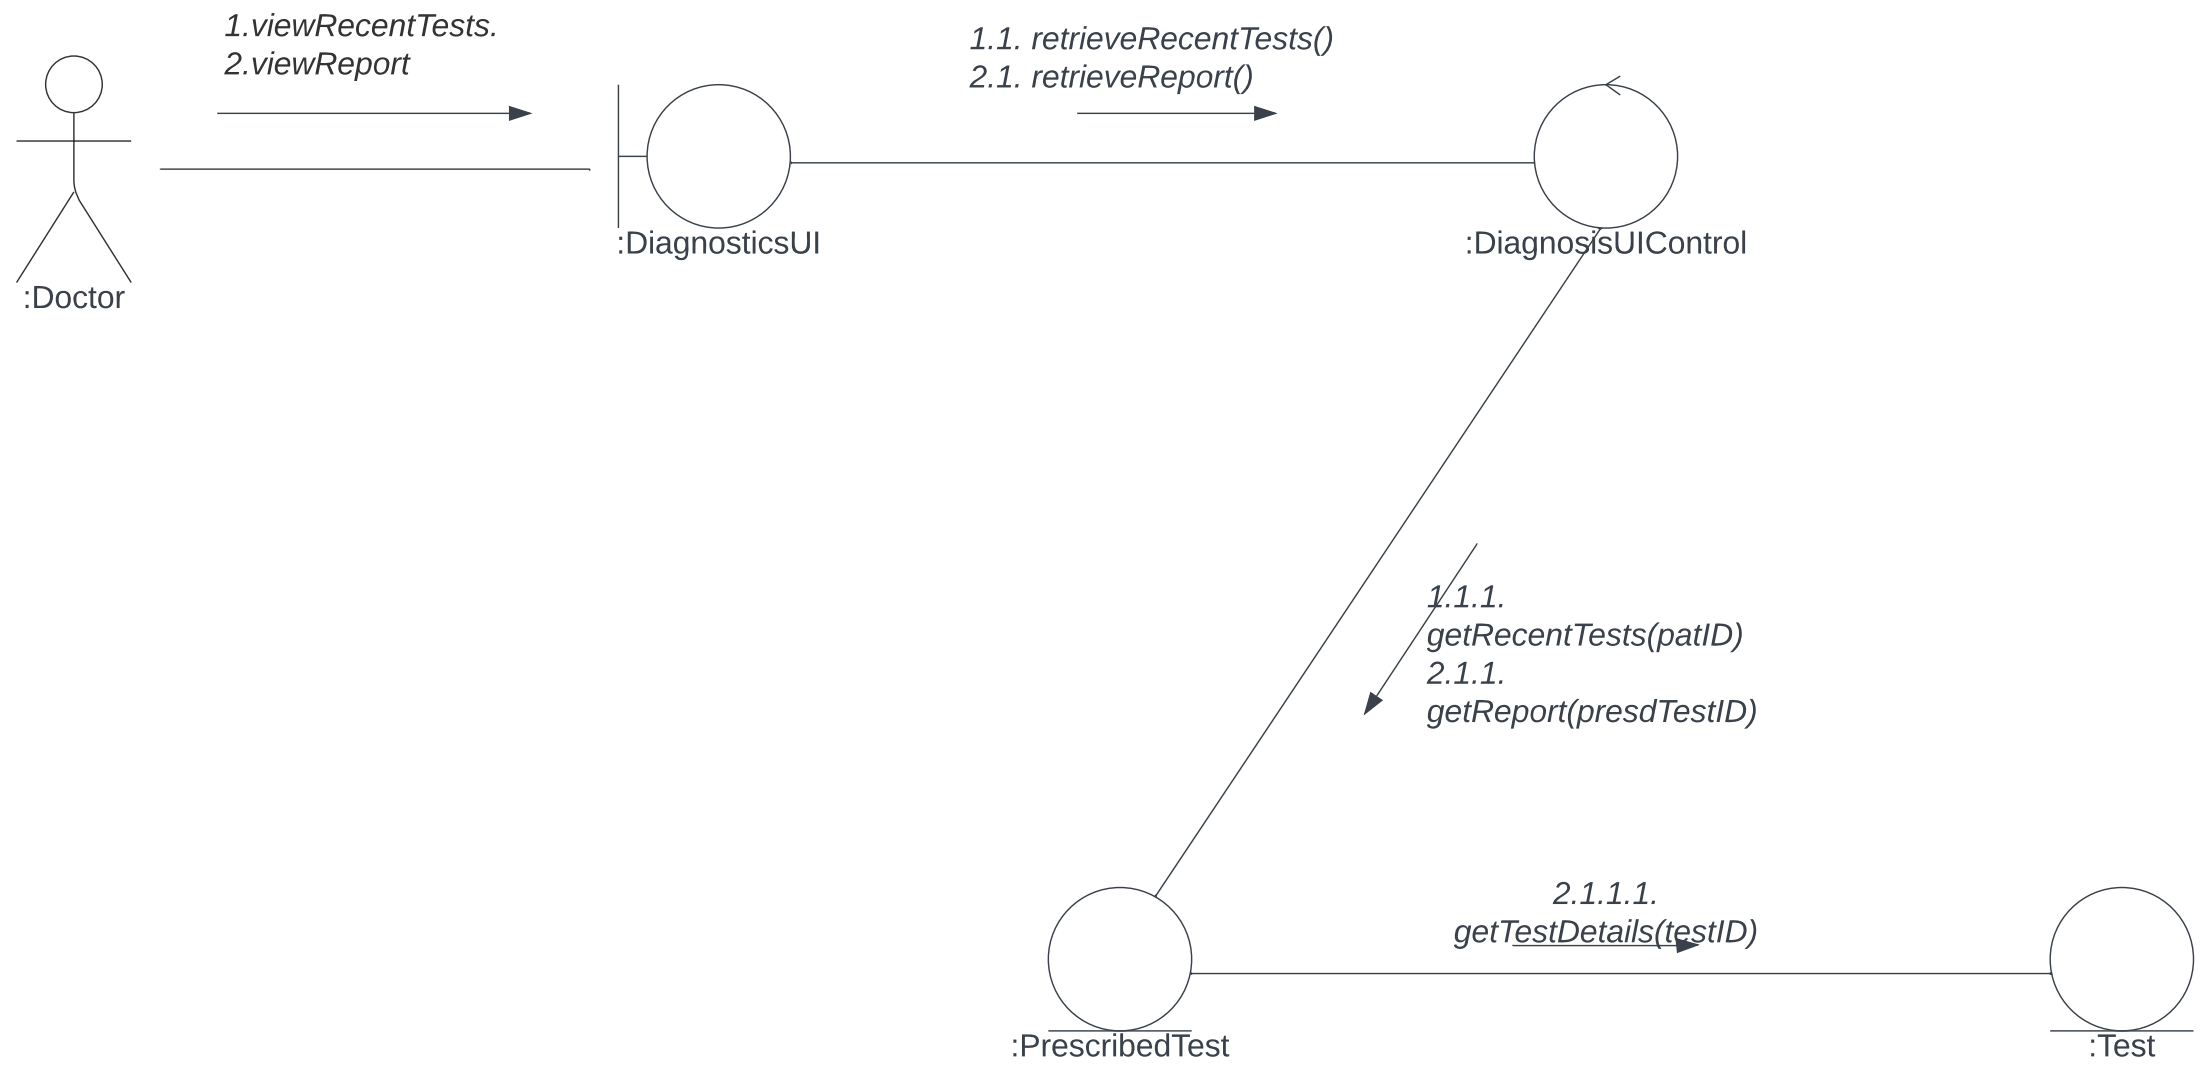 1.viewRecentTests.
2.viewReport
1.1. retrieveRecentTests()
2.1. retrieveReport()
:DiagnosticsUI
:DiagnosisUIControl
:Doctor
1.1.1.
getRecentTests(patID)
2.1.1.
getReport(presdTestID)
2.1.1.1.
getTestDetails(testID)
:PrescribedTest
:Test